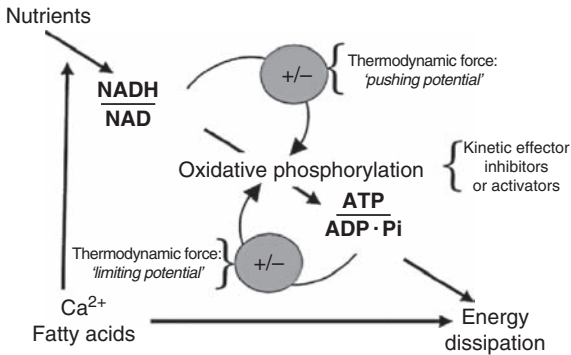 Nutrients
NADH
NAD
+/–
Thermodynamic force:
'pushing potential'
Oxidative phosphorylation
Kinetic effector
inhibitors
or activators
ATP
ADP · Pi
Thermodynamic force:
'limiting potential'
+/–
Ca²⁺
Fatty acids
Energy
dissipation